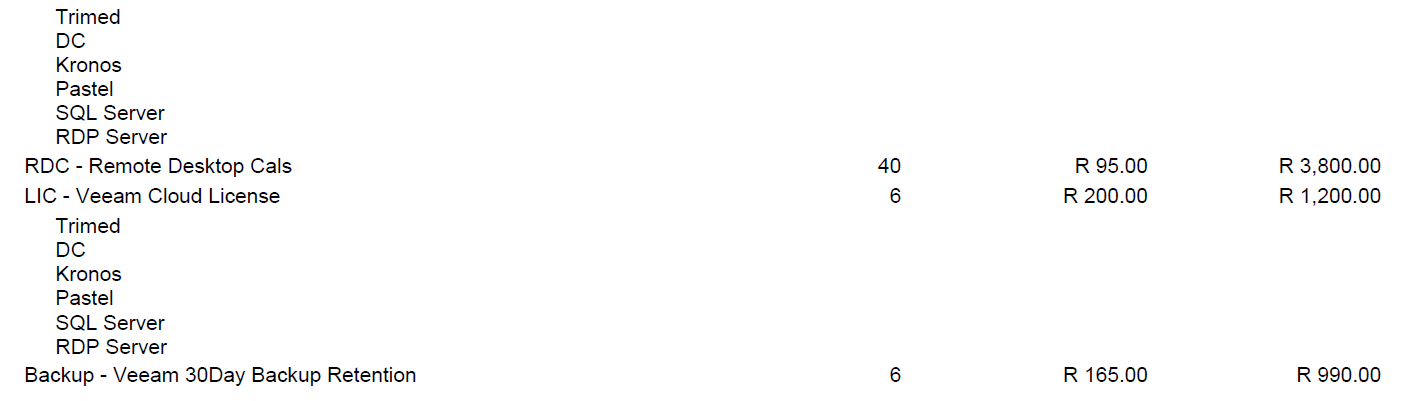 Trimed
DC
Kronos
Pastel
SQL Server
RDP Server
RDC - Remote Desktop Cals 40 R 95.00 R 3,800.00
LIC - Veeam Cloud License 6 R 200.00 R 1,200.00
Trimed
DC
Kronos
Pastel
SQL Server
RDP Server
Backup - Veeam 30Day Backup Retention 6 R 165.00 R 990.00